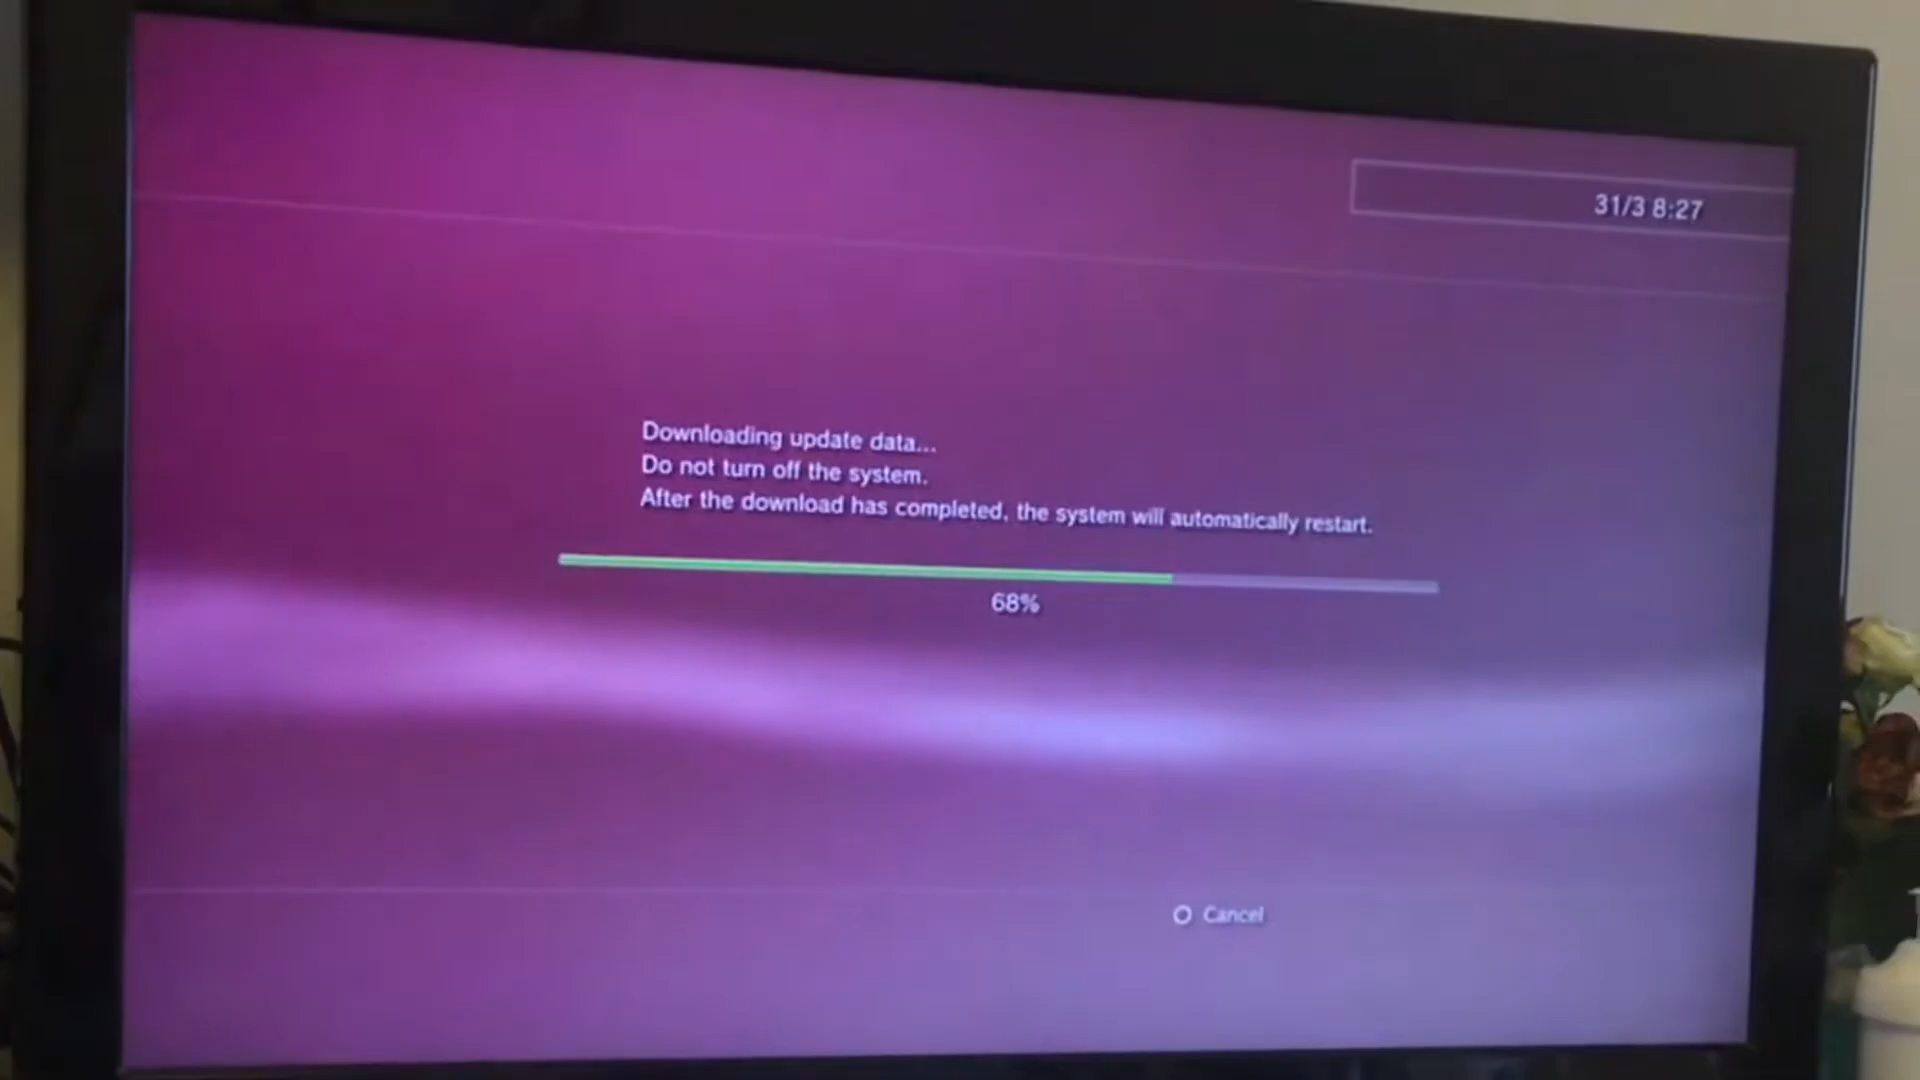 31/3 8:27
Downloading update data...
Do not turn off the system.
After the download has completed, the system will automatically restart.
68%
Cancel